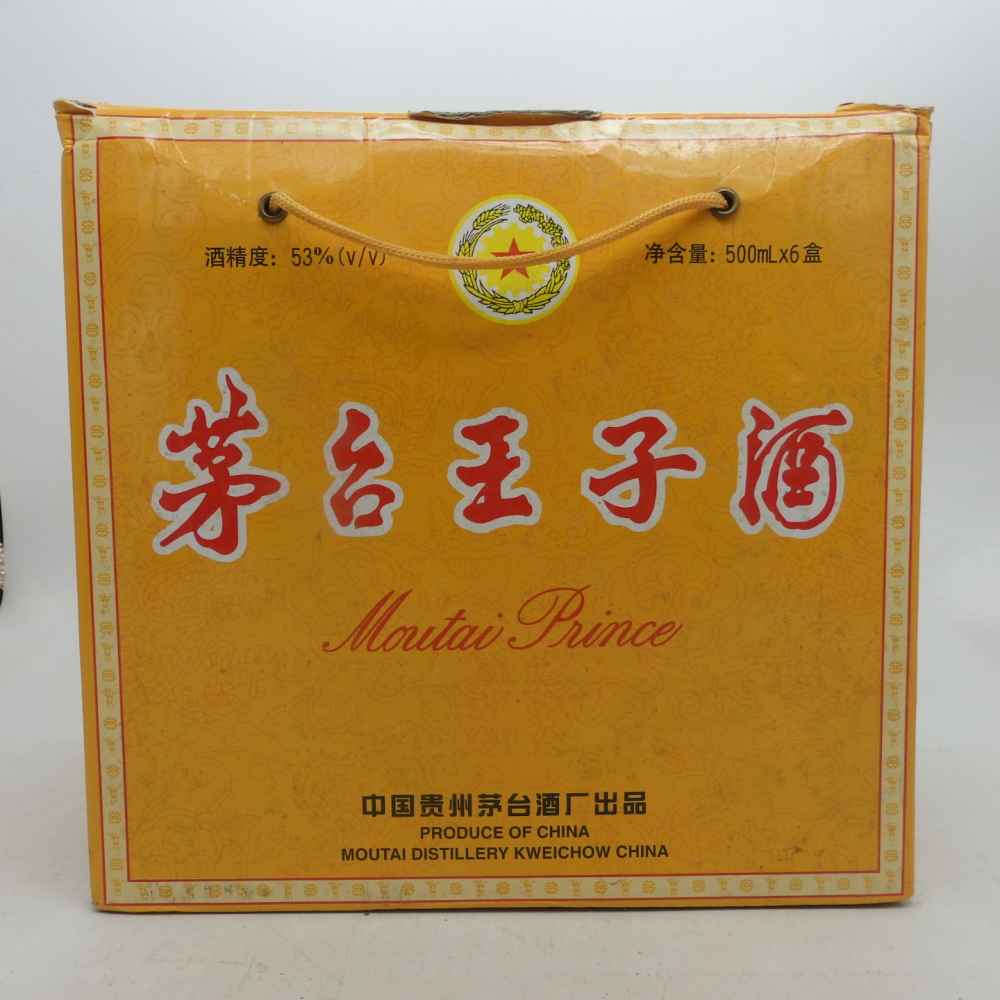 酒精度: 53%(v/v)
净含量: 500mLx6盒
茅台王子酒
Moutai Prince
中国贵州茅台酒厂出品
PRODUCE OF CHINA
MOUTAI DISTILLERY KWEICHOW CHINA